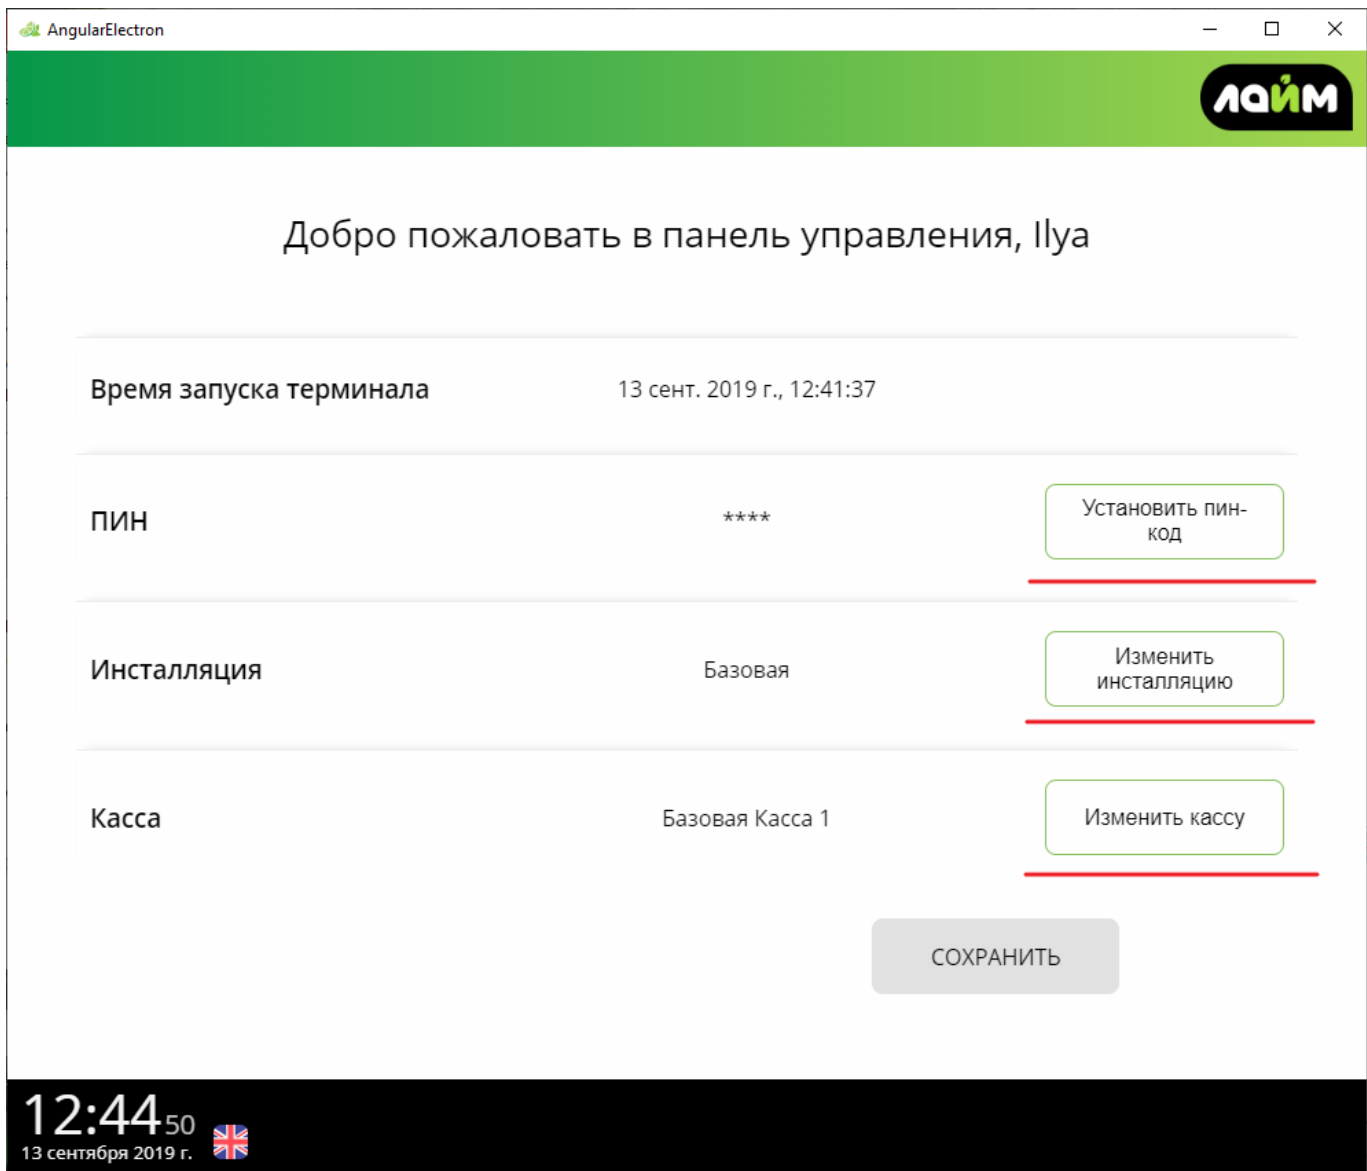 AngularElectron
лайм
Добро пожаловать в панель управления, Ilya
Время запуска терминала 13 сент. 2019 г., 12:41:37
ПИН **** Установить пин-
код
Инсталляция Базовая Изменить
инсталляцию
Касса Базовая Касса 1 Изменить кассу
СОХРАНИТЬ
12:44 50
13 сентября 2019 г.